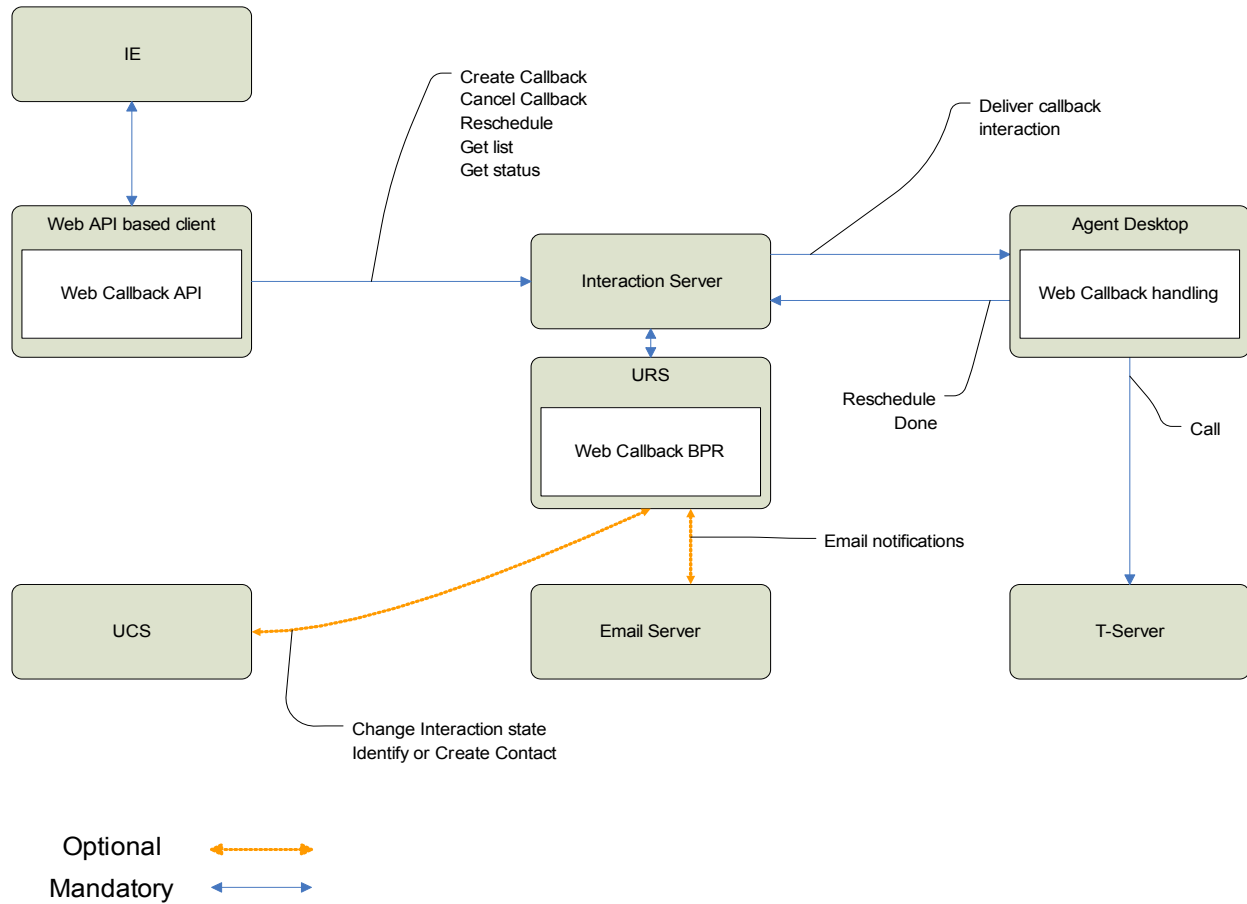 IE
Create Callback
Cancel Callback
Reschedule
Get list
Get status
Deliver callback
interaction
Web API based client
Web Callback API
Interaction Server
Agent Desktop
Web Callback handling
URS
Web Callback BPR
Reschedule
Done
Call
Email notifications
UCS
Email Server
T-Server
Change Interaction state
Identify or Create Contact
Optional
Mandatory